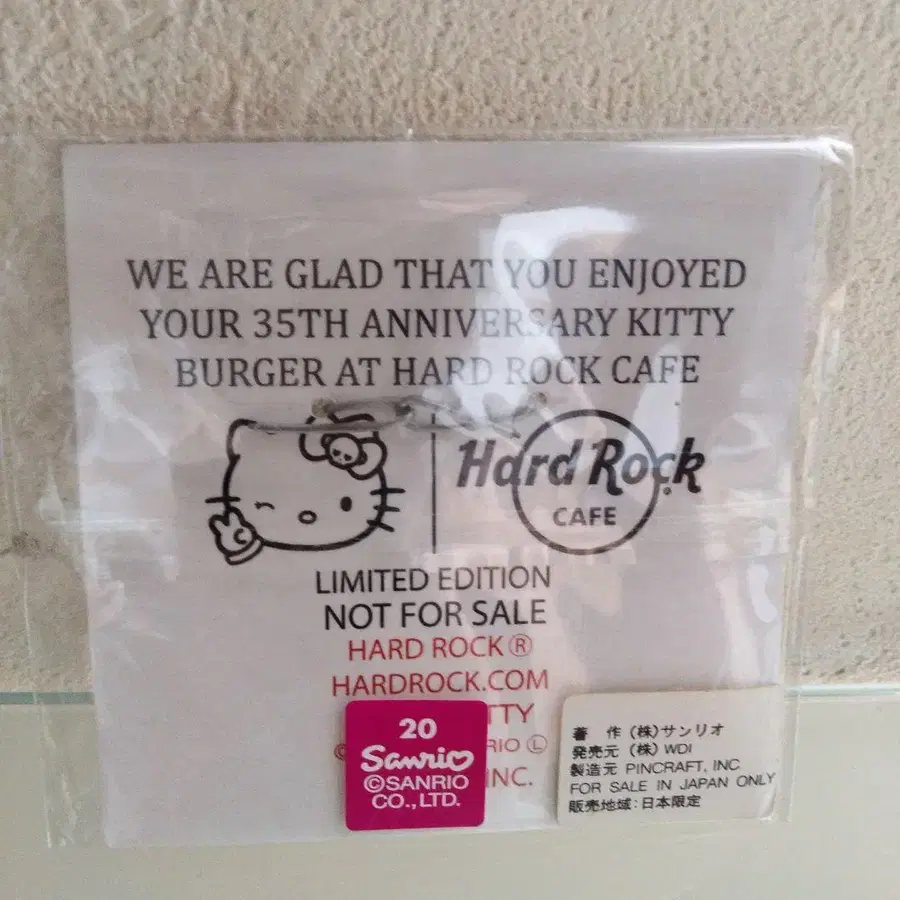 WE ARE GLAD THAT YOU ENJOYED
YOUR 35TH ANNIVERSARY KITTY
BURGER AT HARD ROCK CAFE
Hard Rock
CAFE
LIMITED EDITION
NOT FOR SALE
HARD ROCK ®
HARDROCK.COM
TTY
RIO Ⓛ
INC.
20
Sanrio
©SANRIO
CO., LTD.
著 作 (株)サンリオ
発売元 (株) WDI
製造元 PINCRAFT, INC
FOR SALE IN JAPAN ONLY
販売地域:日本限定